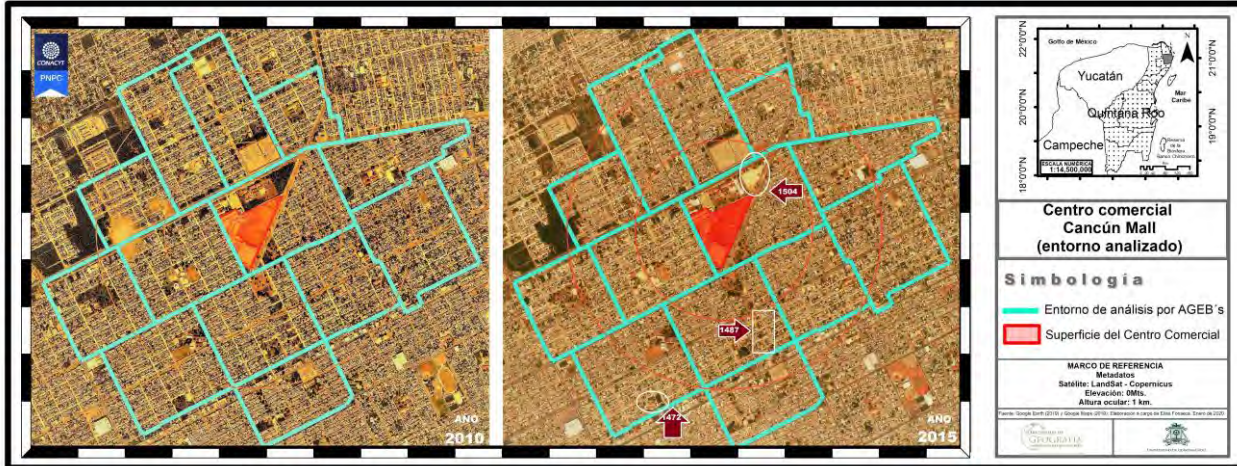 CONACYT
PNPC
AÑO
2010
1504
1487
1472
AÑO
2015
Golfo de México
N
Yucatán
Mar
Caribe
Quintana Roo
Campeche
22°0'0"N
20°0'0"N
18°0'0"N
21°0'0"N
19°0'0"N
ESCALA NUMÉRICA
1:14,500,000
Centro comercial
Cancún Mall
(entorno analizado)
Simbología
Entorno de análisis por AGEB´s
Superficie del Centro Comercial
MARCO DE REFERENCIA
Metadatos
Satélite: LandSat - Copernicus
Elevación: 0Mts.
Altura ocular: 1 km.
GEOGRAFÍA